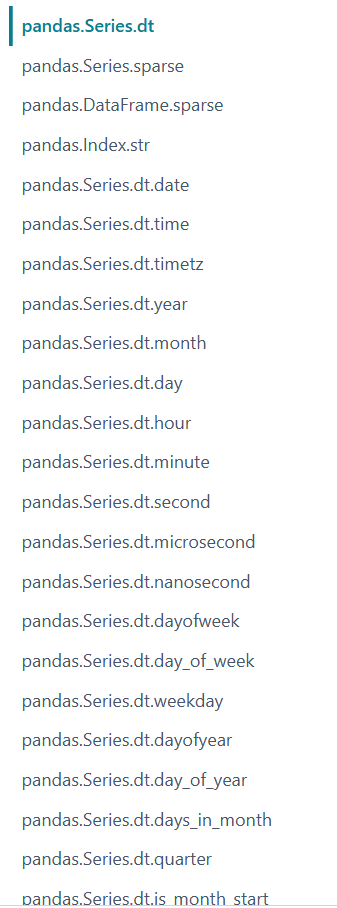 pandas.Series.dt
pandas.Series.sparse
pandas.DataFrame.sparse
pandas.Index.str
pandas.Series.dt.date
pandas.Series.dt.time
pandas.Series.dt.timetz
pandas.Series.dt.year
pandas.Series.dt.month
pandas.Series.dt.day
pandas.Series.dt.hour
pandas.Series.dt.minute
pandas.Series.dt.second
pandas.Series.dt.microsecond
pandas.Series.dt.nanosecond
pandas.Series.dt.dayofweek
pandas.Series.dt.day_of_week
pandas.Series.dt.weekday
pandas.Series.dt.dayofyear
pandas.Series.dt.day_of_year
pandas.Series.dt.days_in_month
pandas.Series.dt.quarter
pandas.Series.dt.is_month_start